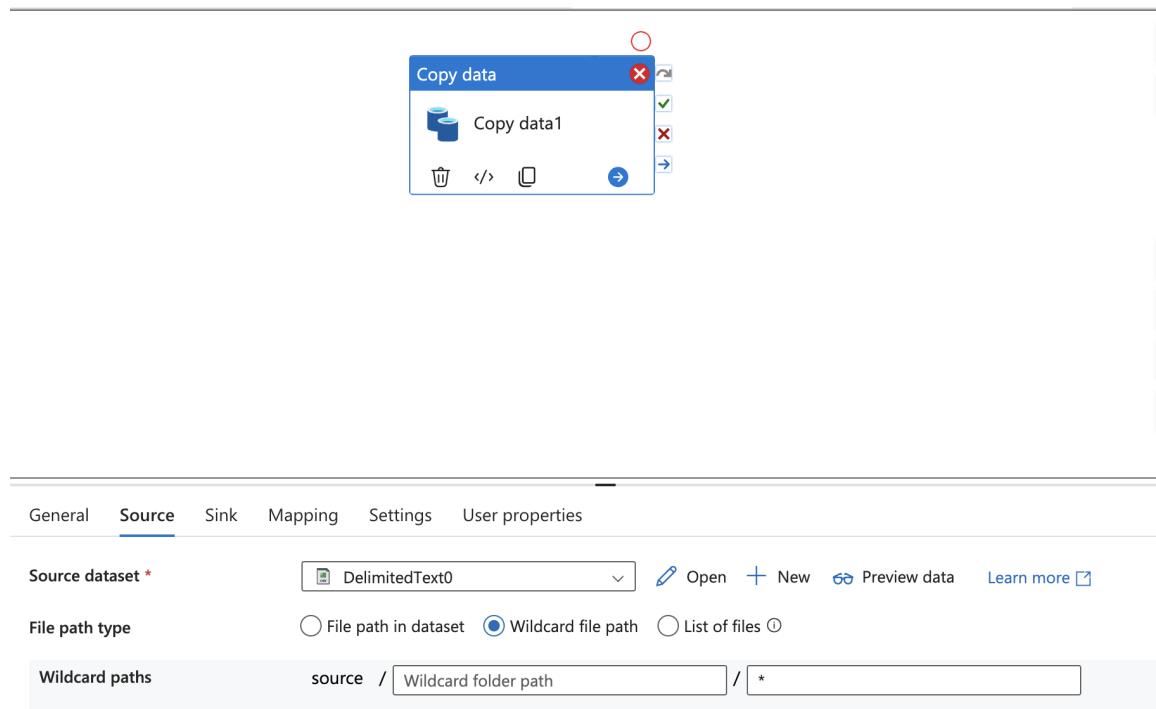 Copy data
Copy data1
General Source Sink Mapping Settings User properties
Source dataset * DelimitedText0 Open New Preview data Learn more
File path type File path in dataset Wildcard file path List of files
Wildcard paths source / Wildcard folder path / *